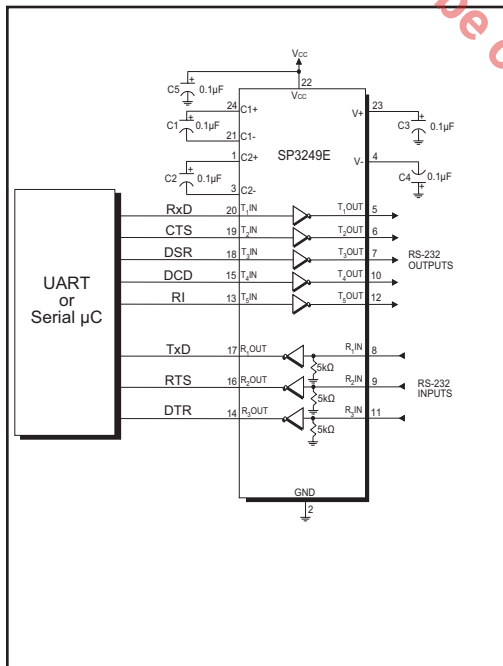 be o
VCC
22
VCC
C5 + 0.1µF
24 C1+
C1 + 0.1µF
21 C1-
1 C2+
C2 + 0.1µF
3 C2-
SP3249E
V+ 23
C3 + 0.1µF
V- 4
C4 + 0.1µF
UART
or
Serial µC
RxD 20 T1IN T1OUT 5
CTS 19 T2IN T2OUT 6
DSR 18 T3IN T3OUT 7
DCD 15 T4IN T4OUT 10
RI 13 T5IN T5OUT 12
RS-232
OUTPUTS
TxD 17 R1OUT R1IN 8
5kΩ
RTS 16 R2OUT R2IN 9
5kΩ
DTR 14 R3OUT R3IN 11
5kΩ
RS-232
INPUTS
GND
2